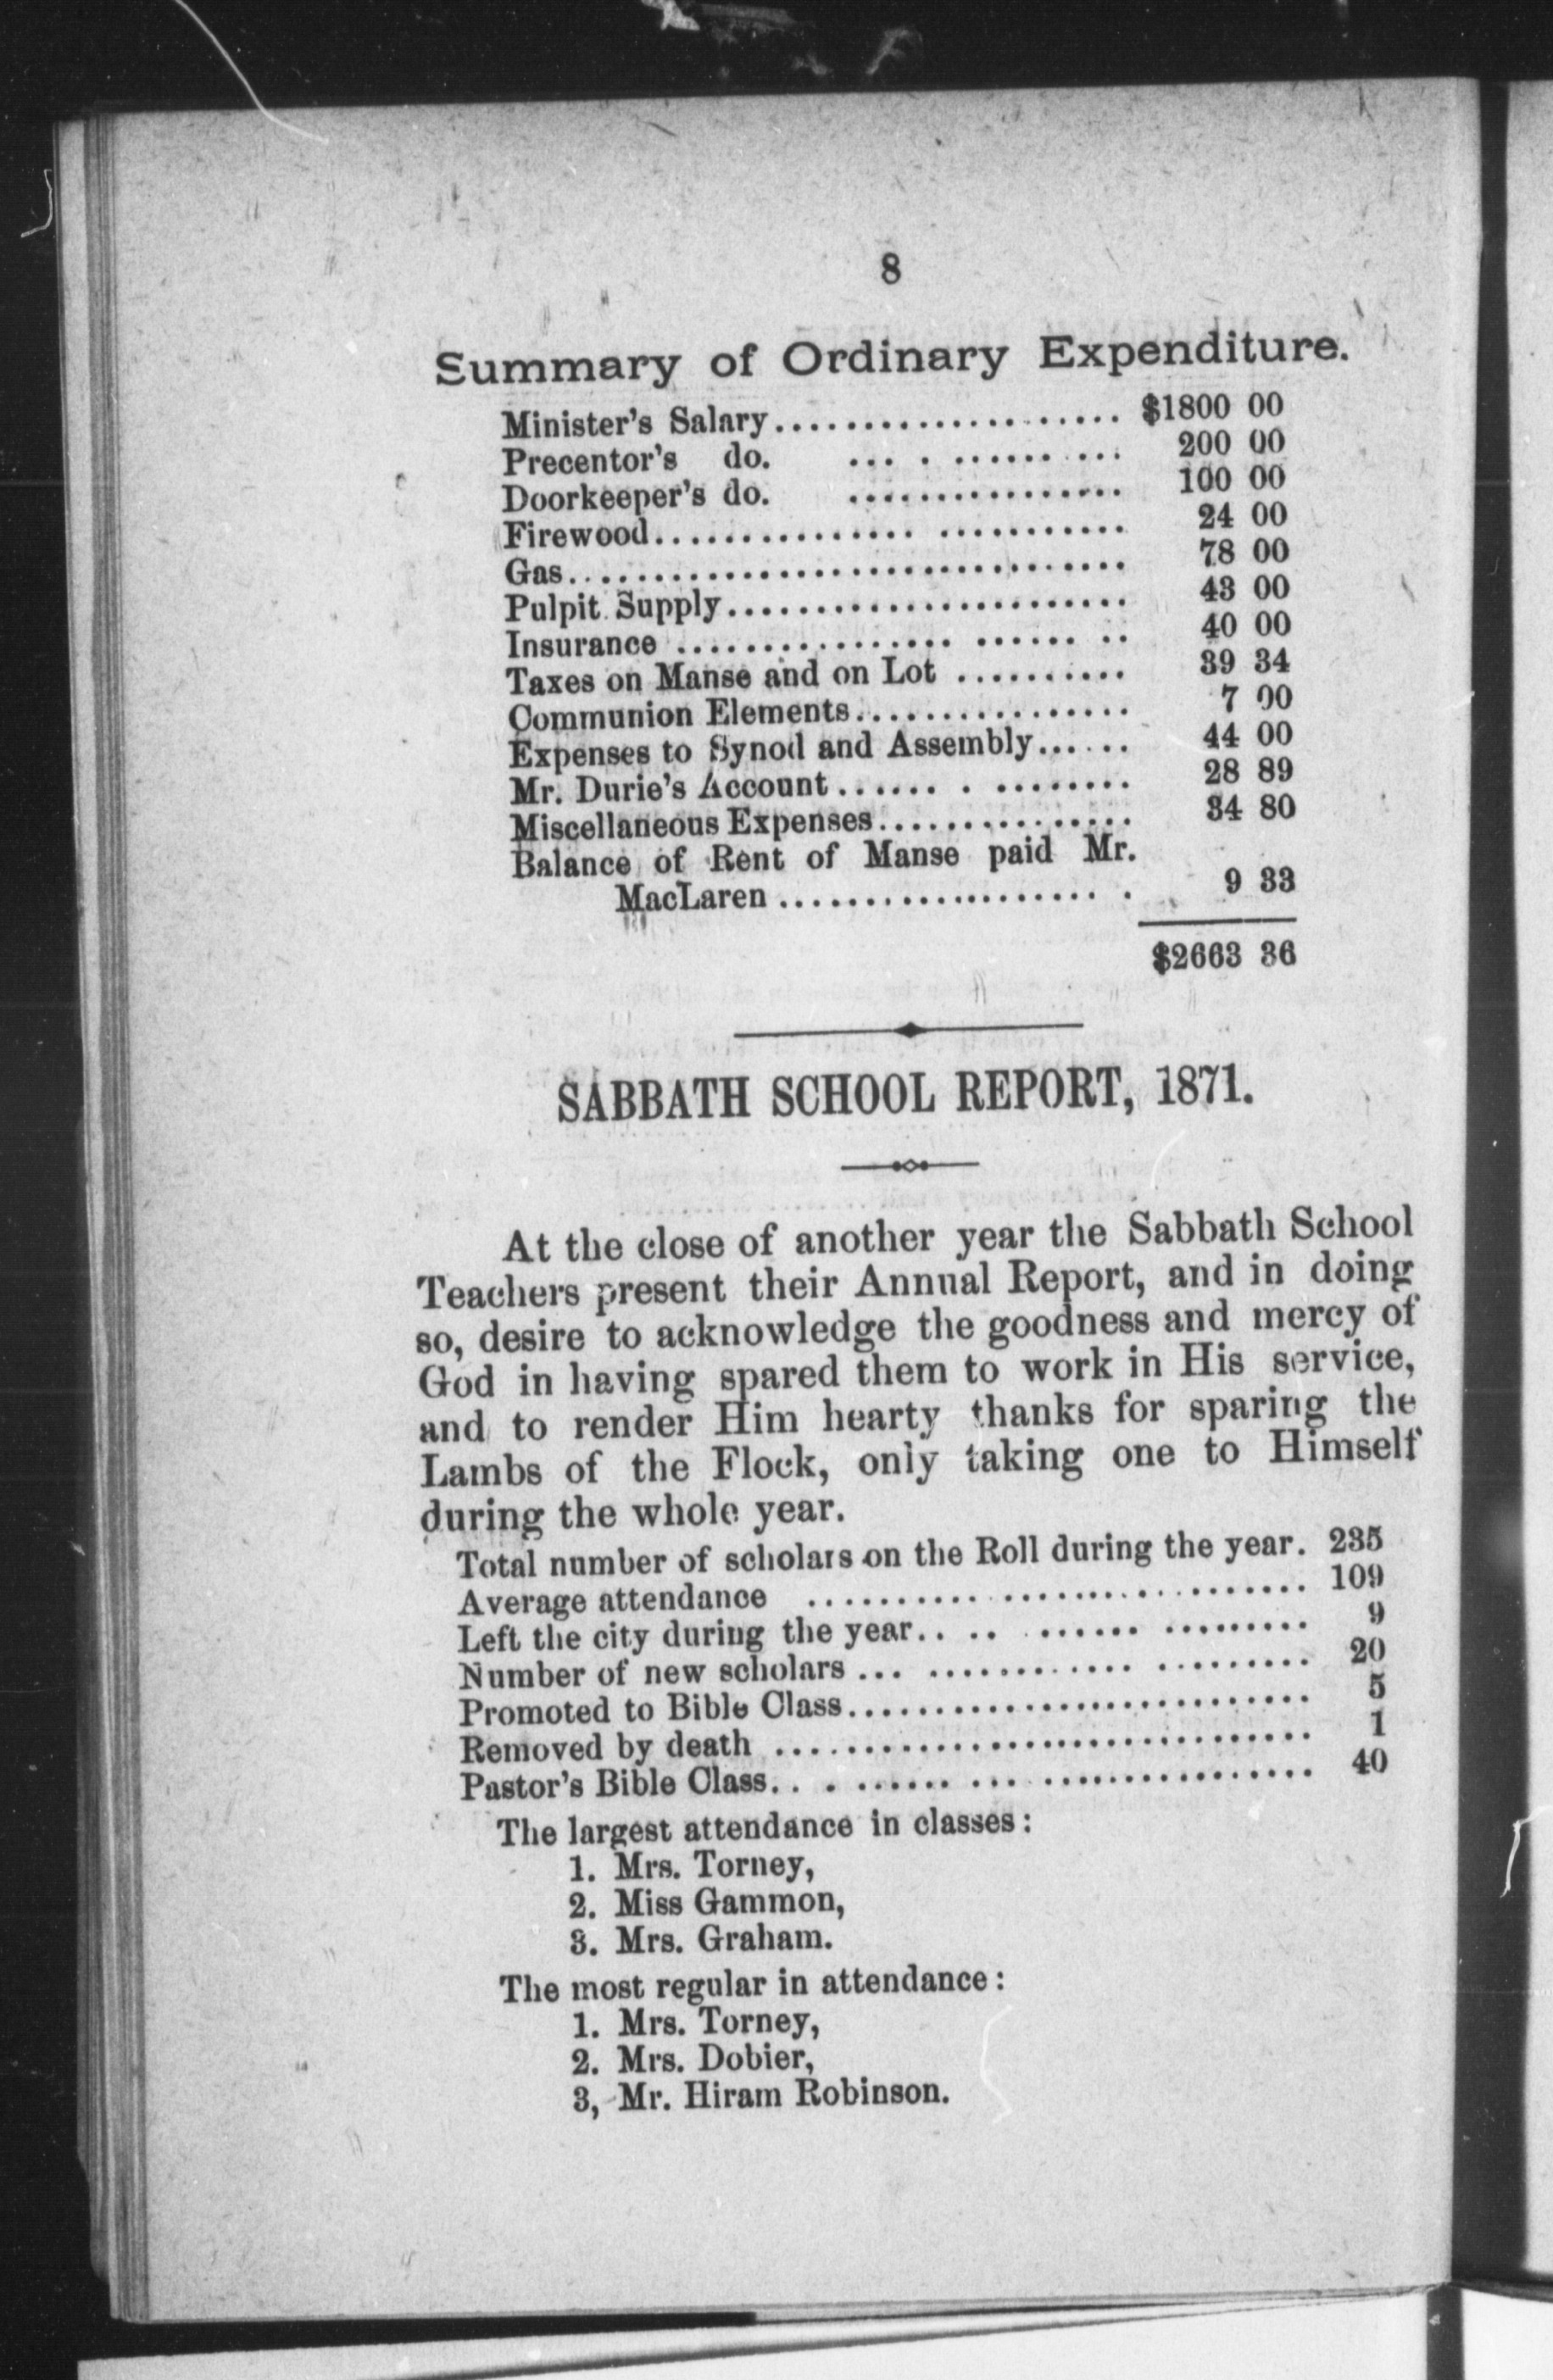 8
Summary of Ordinary Expenditure.
Minister's Salary.................... $1800 00
Precentor's do. ... . ...... ... 200 00
Doorkeeper's do. ................ 100 00
Firewood............... ........... 24 00
Gas................................ 78 00
Pulpit Supply....................... 43 00
Insurance ................ ...... .. 40 00
Taxes on Manse and on Lot .......... 39 34
Communion Elements................ 7 00
Expenses to Synod and Assembly...... 44 00
Mr. Durie's Account...... . ........ 28 89
Miscellaneous Expenses............... 34 80
Balance of Rent of Manse paid Mr.
MacLaren .................. . 9 33
$2663 36
SABBATH SCHOOL REPORT, 1871.
At the close of another year the Sabbath School
Teachers present their Annual Report, and in doing
so, desire to acknowledge the goodness and mercy of
God in having spared them to work in His service,
and to render Him hearty thanks for sparing the
Lambs of the Flock, only taking one to Himself
during the whole year.
Total number of scholars on the Roll during the year. 235
Average attendance ............................ 109
Left the city during the year.. .. ...... ......... 9
Number of new scholars ... ............ ......... 20
Promoted to Bible Class........................... 5
Removed by death ............................... 1
Pastor's Bible Class.. . ...... ... ................ 40
The largest attendance in classes:
1. Mrs. Torney,
2. Miss Gammon,
3. Mrs. Graham.
The most regular in attendance:
1. Mrs. Torney,
2. Mrs. Dobier,
3, Mr. Hiram Robinson.